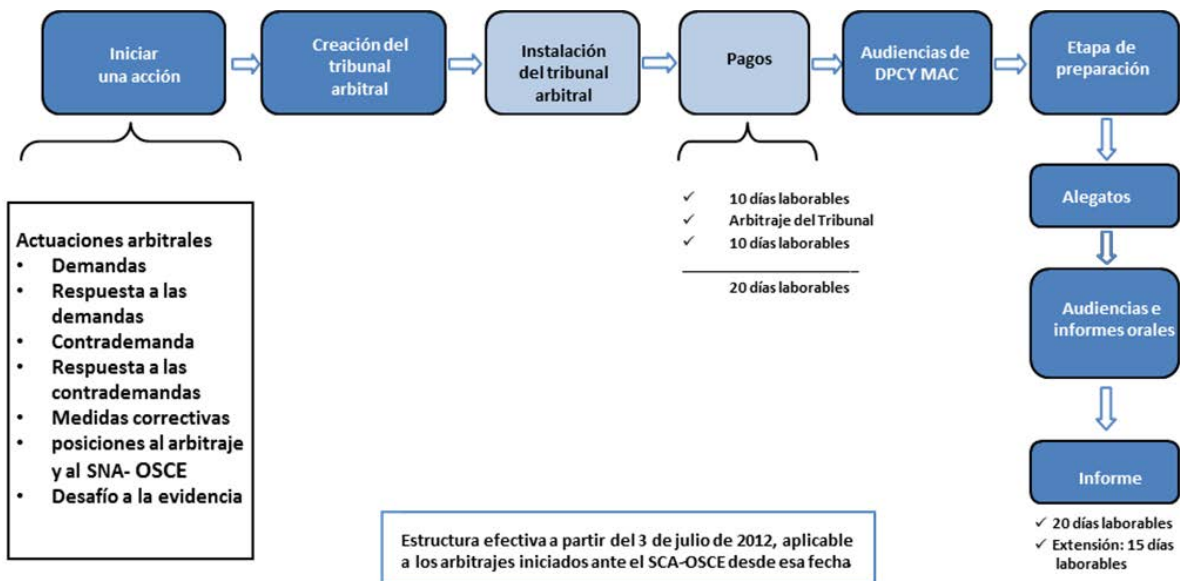 Iniciar
una acción
Creación del
tribunal
arbitral
Instalación
del tribunal
arbitral
Pagos
Audiencias de
DPCY MAC
Etapa de
preparación
Actuaciones arbitrales
• Demandas
• Respuesta a las
demandas
• Contrademanda
• Respuesta a las
contrademandas
• Medidas correctivas
• posiciones al arbitraje
y al SNA- OSCE
• Desafío a la evidencia
✓ 10 días laborables
✓ Arbitraje del Tribunal
✓ 10 días laborables
20 días laborables
Alegatos
Audiencias e
informes orales
Informe
✓ 20 días laborables
✓ Extensión: 15 días
laborables
Estructura efectiva a partir del 3 de julio de 2012, aplicable
a los arbitrajes iniciados ante el SCA-OSCE desde esa fecha